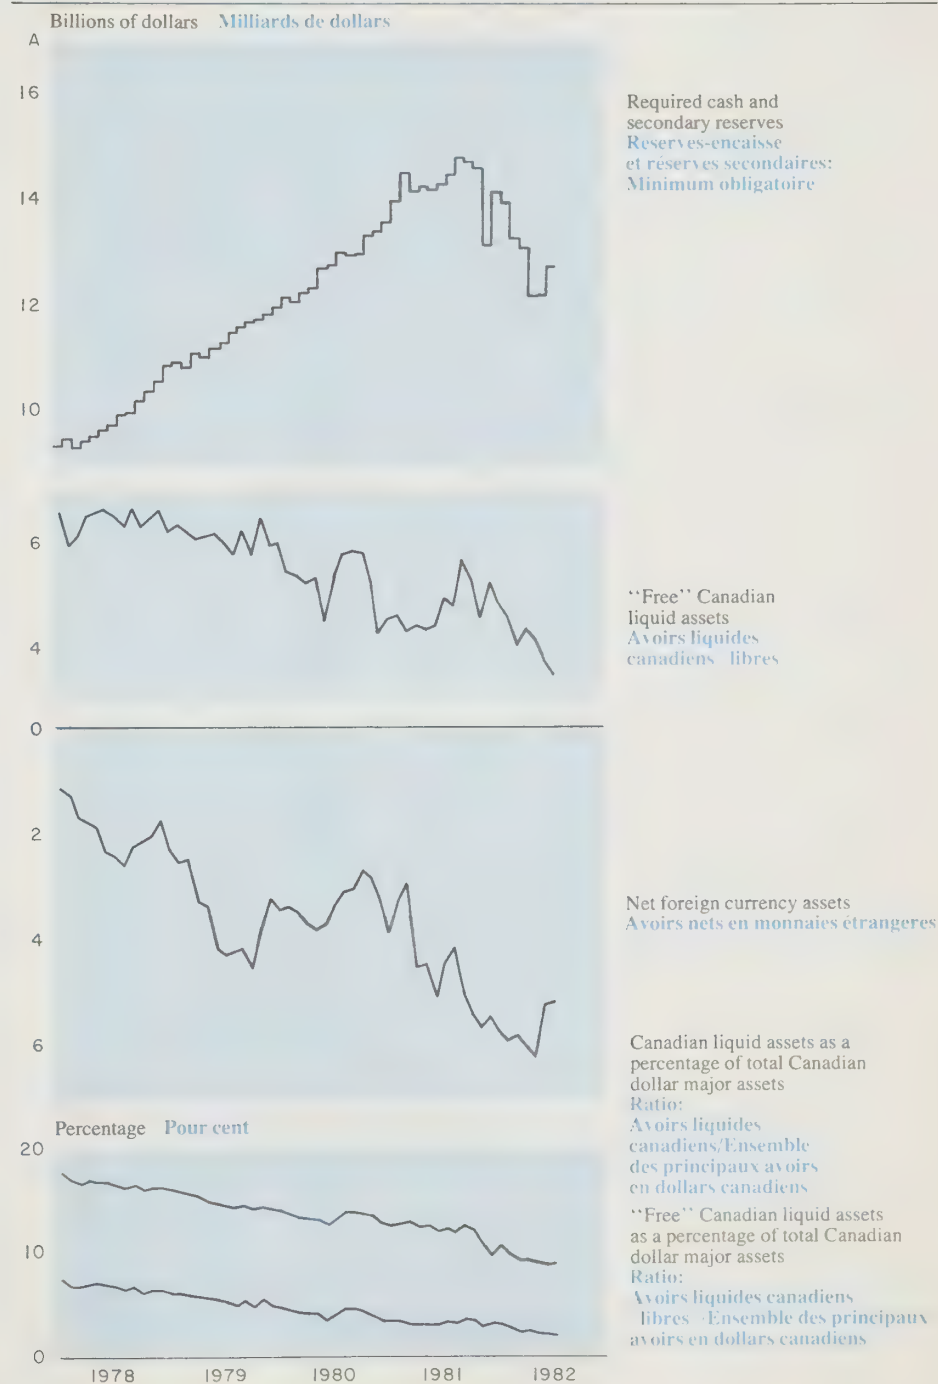 Billions of dollars Milliards de dollars
A
16
14
12
10
Required cash and
secondary reserves
Réserves-encaisse
et réserves secondaires:
Minimum obligatoire
6
4
"Free" Canadian
liquid assets
Avoirs liquides
canadiens libres
0
2
4
6
Net foreign currency assets
Avoirs nets en monnaies étrangeres
Percentage Pour cent
20
10
0
Canadian liquid assets as a
percentage of total Canadian
dollar major assets
Ratio:
Avoirs liquides
canadiens/Ensemble
des principaux avoirs
en dollars canadiens
"Free" Canadian liquid assets
as a percentage of total Canadian
dollar major assets
Ratio:
Avoirs liquides canadiens
libres Ensemble des principaux
avoirs en dollars canadiens
1978 1979 1980 1981 1982